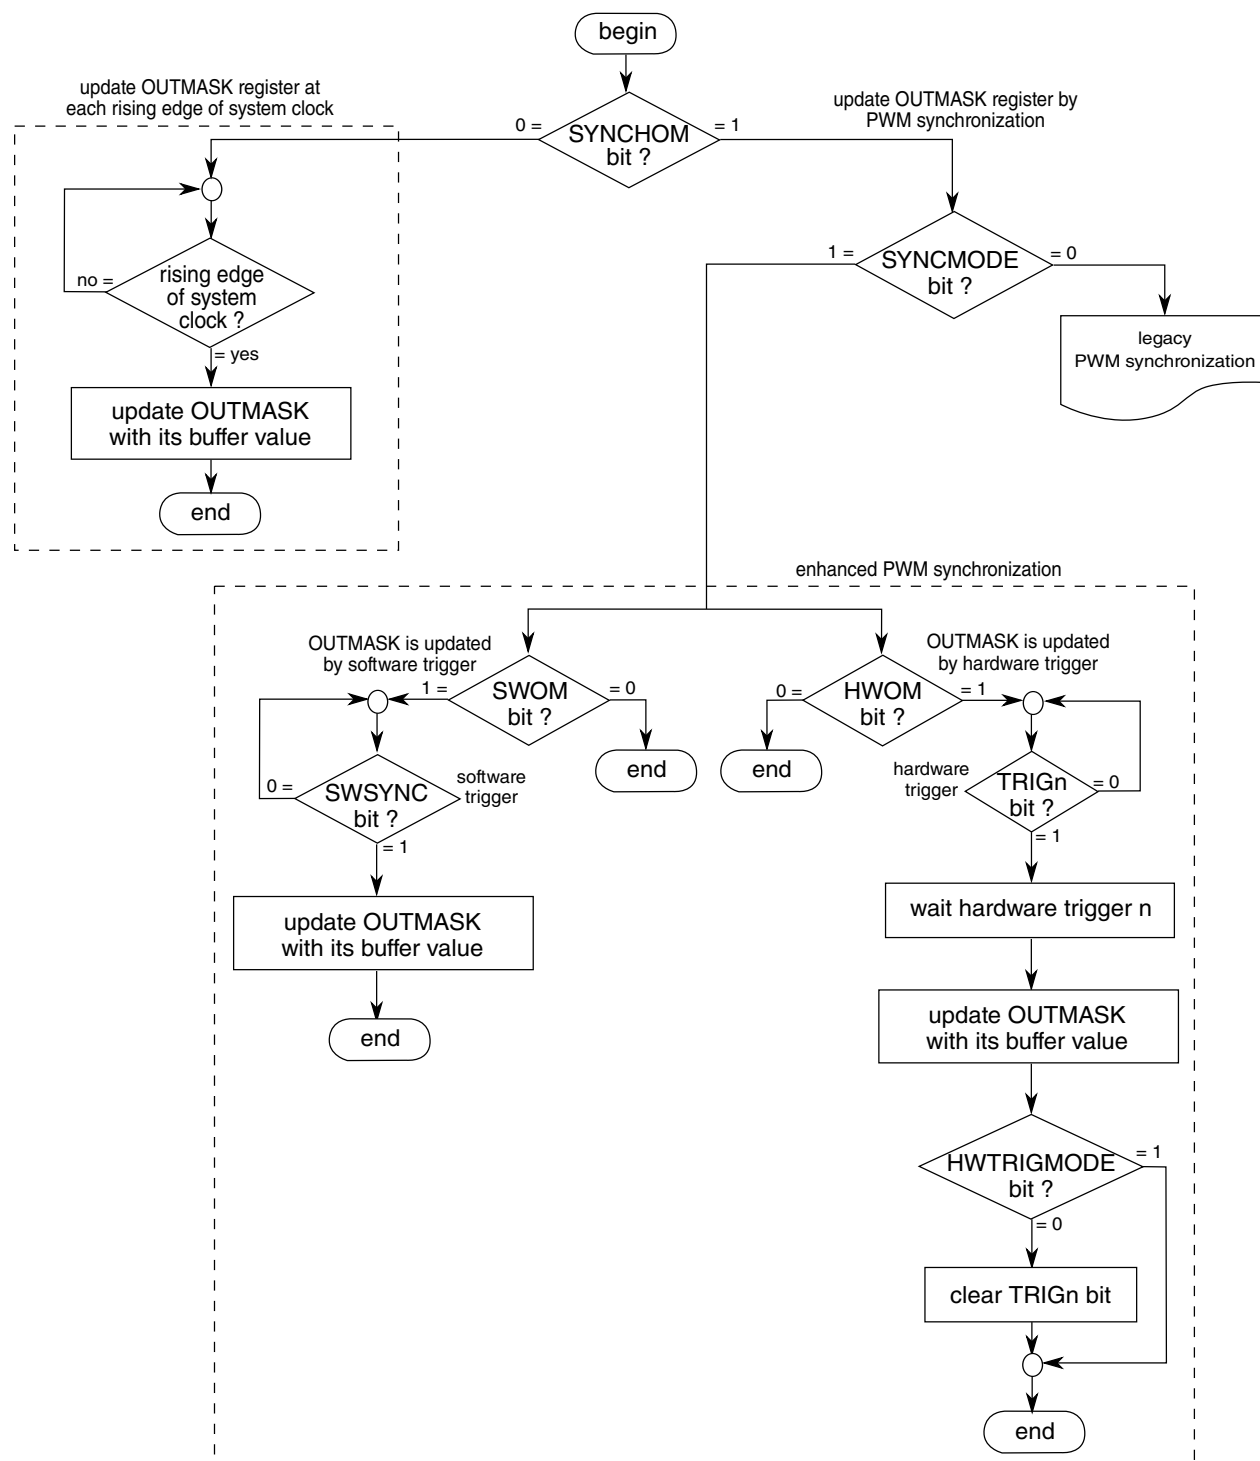 begin
update OUTMASK register at
each rising edge of system clock
update OUTMASK register by
PWM synchronization
0 =
SYNCHOM
bit ?
= 1
1 =
SYNCMODE
bit ?
= 0
no =
rising edge
of system
clock ?
= yes
legacy
PWM synchronization
update OUTMASK
with its buffer value
end
enhanced PWM synchronization
OUTMASK is updated
by software trigger
OUTMASK is updated
by hardware trigger
1 =
SWOM
bit ?
= 0
0 =
HWOM
bit ?
= 1
end
end
0 =
SWSYNC
bit ?
software
trigger
= 1
hardware
trigger
TRIGn
bit ?
= 0
= 1
update OUTMASK
with its buffer value
end
wait hardware trigger n
update OUTMASK
with its buffer value
HWTRIGMODE
bit ?
= 1
= 0
clear TRIGn bit
end